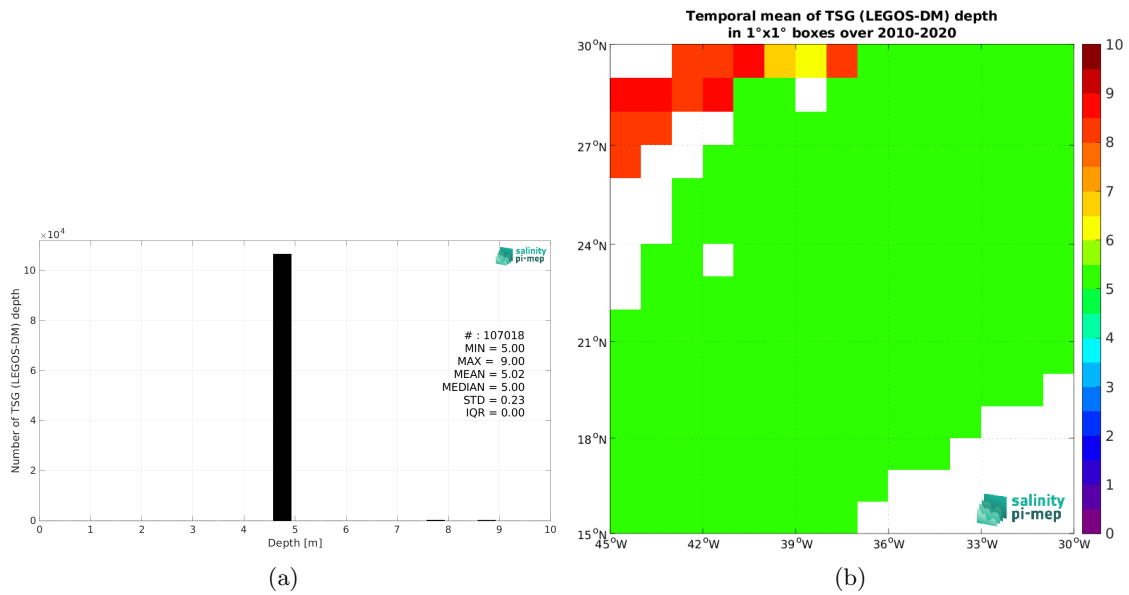 ×10⁴
10
8
6
4
2
0
Number of TSG (LEGOS-DM) depth
salinity
pi-mep
# : 107018
MIN = 5.00
MAX = 9.00
MEAN = 5.02
MEDIAN = 5.00
STD = 0.23
IQR = 0.00
0 1 2 3 4 5 6 7 8 9 10
Depth [m]
(a)
Temporal mean of TSG (LEGOS-DM) depth
in 1°x1° boxes over 2010-2020
30°N
27°N
24°N
21°N
18°N
15°N
45°W 42°W 39°W 36°W 33°W 30°W
salinity
pi-mep
10
9
8
7
6
5
4
3
2
1
0
(b)